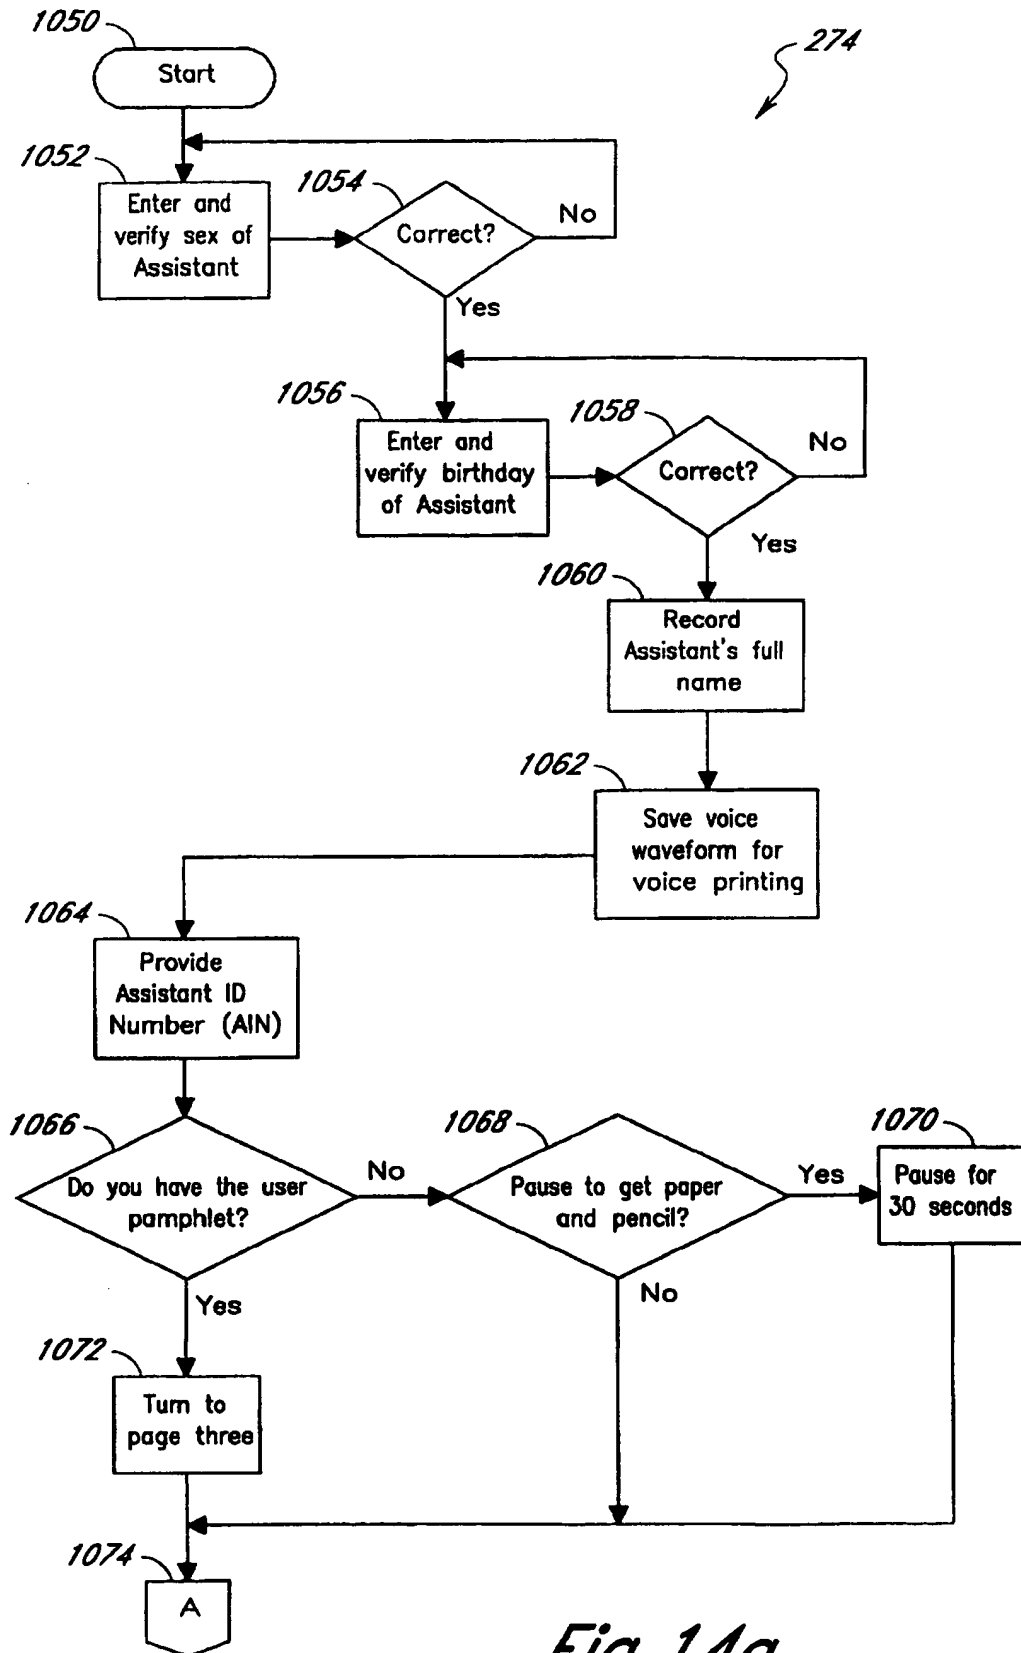 1050
Start
274
1052
Enter and
verify sex of
Assistant
1054
Correct?
No
Yes
1056
Enter and
verify birthday
of Assistant
1058
Correct?
No
Yes
1060
Record
Assistant's full
name
1062
Save voice
waveform for
voice printing
1064
Provide
Assistant ID
Number (AIN)
1066
Do you have the user
pamphlet?
No
Yes
1068
Pause to get paper
and pencil?
Yes
No
1070
Pause for
30 seconds
1072
Turn to
page three
1074
A
Fig. 14a